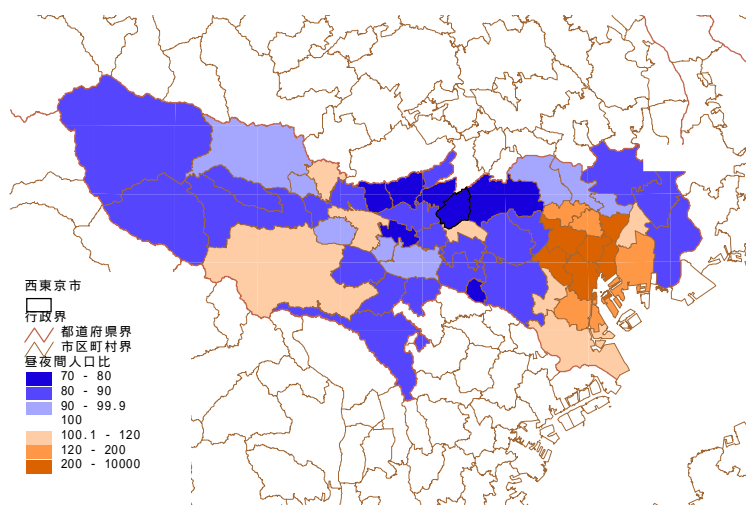 西東京市
行政界
都道府県界
市区町村界
昼夜間人口比
70 - 80
80 - 90
90 - 99.9
100
100.1 - 120
120 - 200
200 - 10000